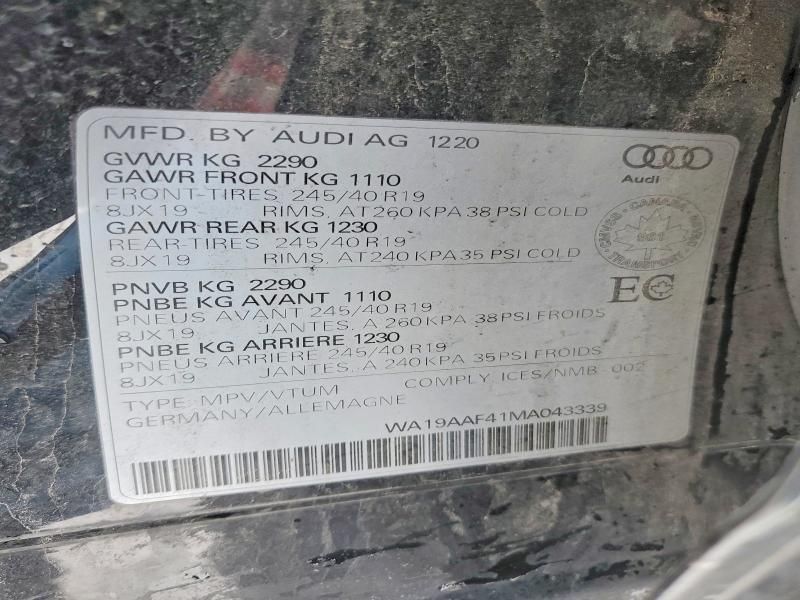 MFD. BY AUDI AG 1220
GVWR KG 2290
GAWR FRONT KG 1110
FRONT-TIRES 245/40 R19
8JX19 RIMS, AT 260 KPA 38 PSI COLD
GAWR REAR KG 1230
REAR-TIRES 245/40 R19
8JX19 RIMS, AT 240 KPA 35 PSI COLD
Audi
CANADA
TRANSPORT
PNVB KG 2290
PNBE KG AVANT 1110
PNEUS AVANT 245/40 R19
8JX19 JANTES, A 260 KPA 38 PSI FROIDS
PNBE KG ARRIERE 1230
PNEUS ARRIERE 245/40 R19
8JX19 JANTES, A 240 KPA 35 PSI FROIDS
EC
TYPE: MPV/VTUM COMPLY. ICES/NMB - 002
GERMANY/ALLEMAGNE
WA19AAF41MA043339